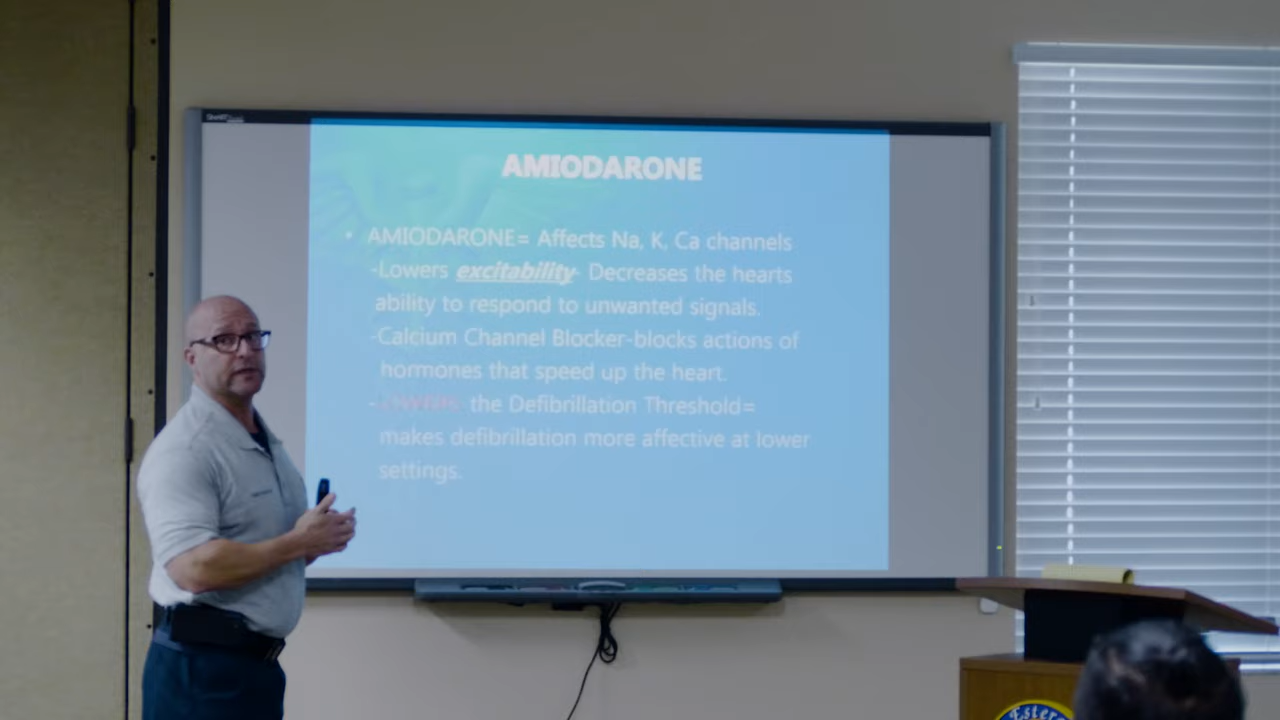 AMIODARONE
• AMIODARONE= Affects Na, K, Ca channels
-Lowers excitability- Decreases the hearts
ability to respond to unwanted signals.
-Calcium Channel Blocker-blocks actions of
hormones that speed up the heart.
- the Defibrillation Threshold=
makes defibrillation more affective at lower
settings.
Ester